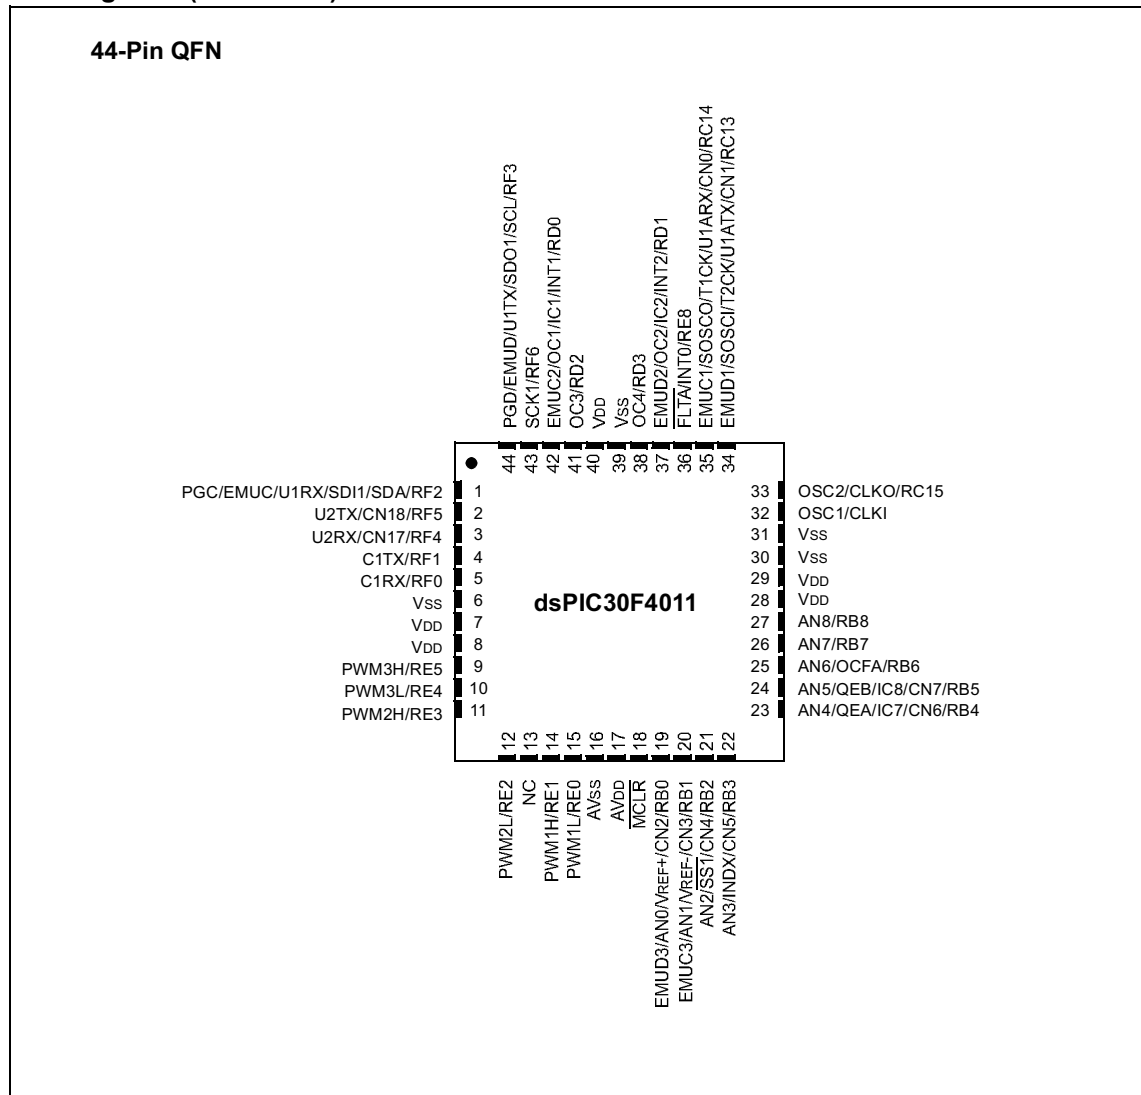 44-Pin QFN
PGD/EMUD/U1TX/SDO1/SCL/RF3
SCK1/RF6
EMUC2/OC1/IC1/INT1/RD0
OC3/RD2
VDD
VSS
OC4/RD3
EMUD2/OC2/IC2/INT2/RD1
FLTA/INT0/RE8
EMUC1/SOSCO/T1CK/U1ARX/CN0/RC14
EMUD1/SOSCI/T2CK/U1ATX/CN1/RC13
44 43 42 41 40 39 38 37 36 35 34
PGC/EMUC/U1RX/SDI1/SDA/RF2 1
U2TX/CN18/RF5 2
U2RX/CN17/RF4 3
C1TX/RF1 4
C1RX/RF0 5
VSS 6
VDD 7
VDD 8
PWM3H/RE5 9
PWM3L/RE4 10
PWM2H/RE3 11
dsPIC30F4011
33 OSC2/CLKO/RC15
32 OSC1/CLKI
31 VSS
30 VSS
29 VDD
28 VDD
27 AN8/RB8
26 AN7/RB7
25 AN6/OCFA/RB6
24 AN5/QEB/IC8/CN7/RB5
23 AN4/QEA/IC7/CN6/RB4
12 13 14 15 16 17 18 19 20 21 22
PWM2L/RE2
NC
PWM1H/RE1
PWM1L/RE0
AVSS
AVDD
MCLR
EMUD3/AN0/VREF+/CN2/RB0
EMUC3/AN1/VREF-/CN3/RB1
AN2/SS1/CN4/RB2
AN3/INDX/CN5/RB3